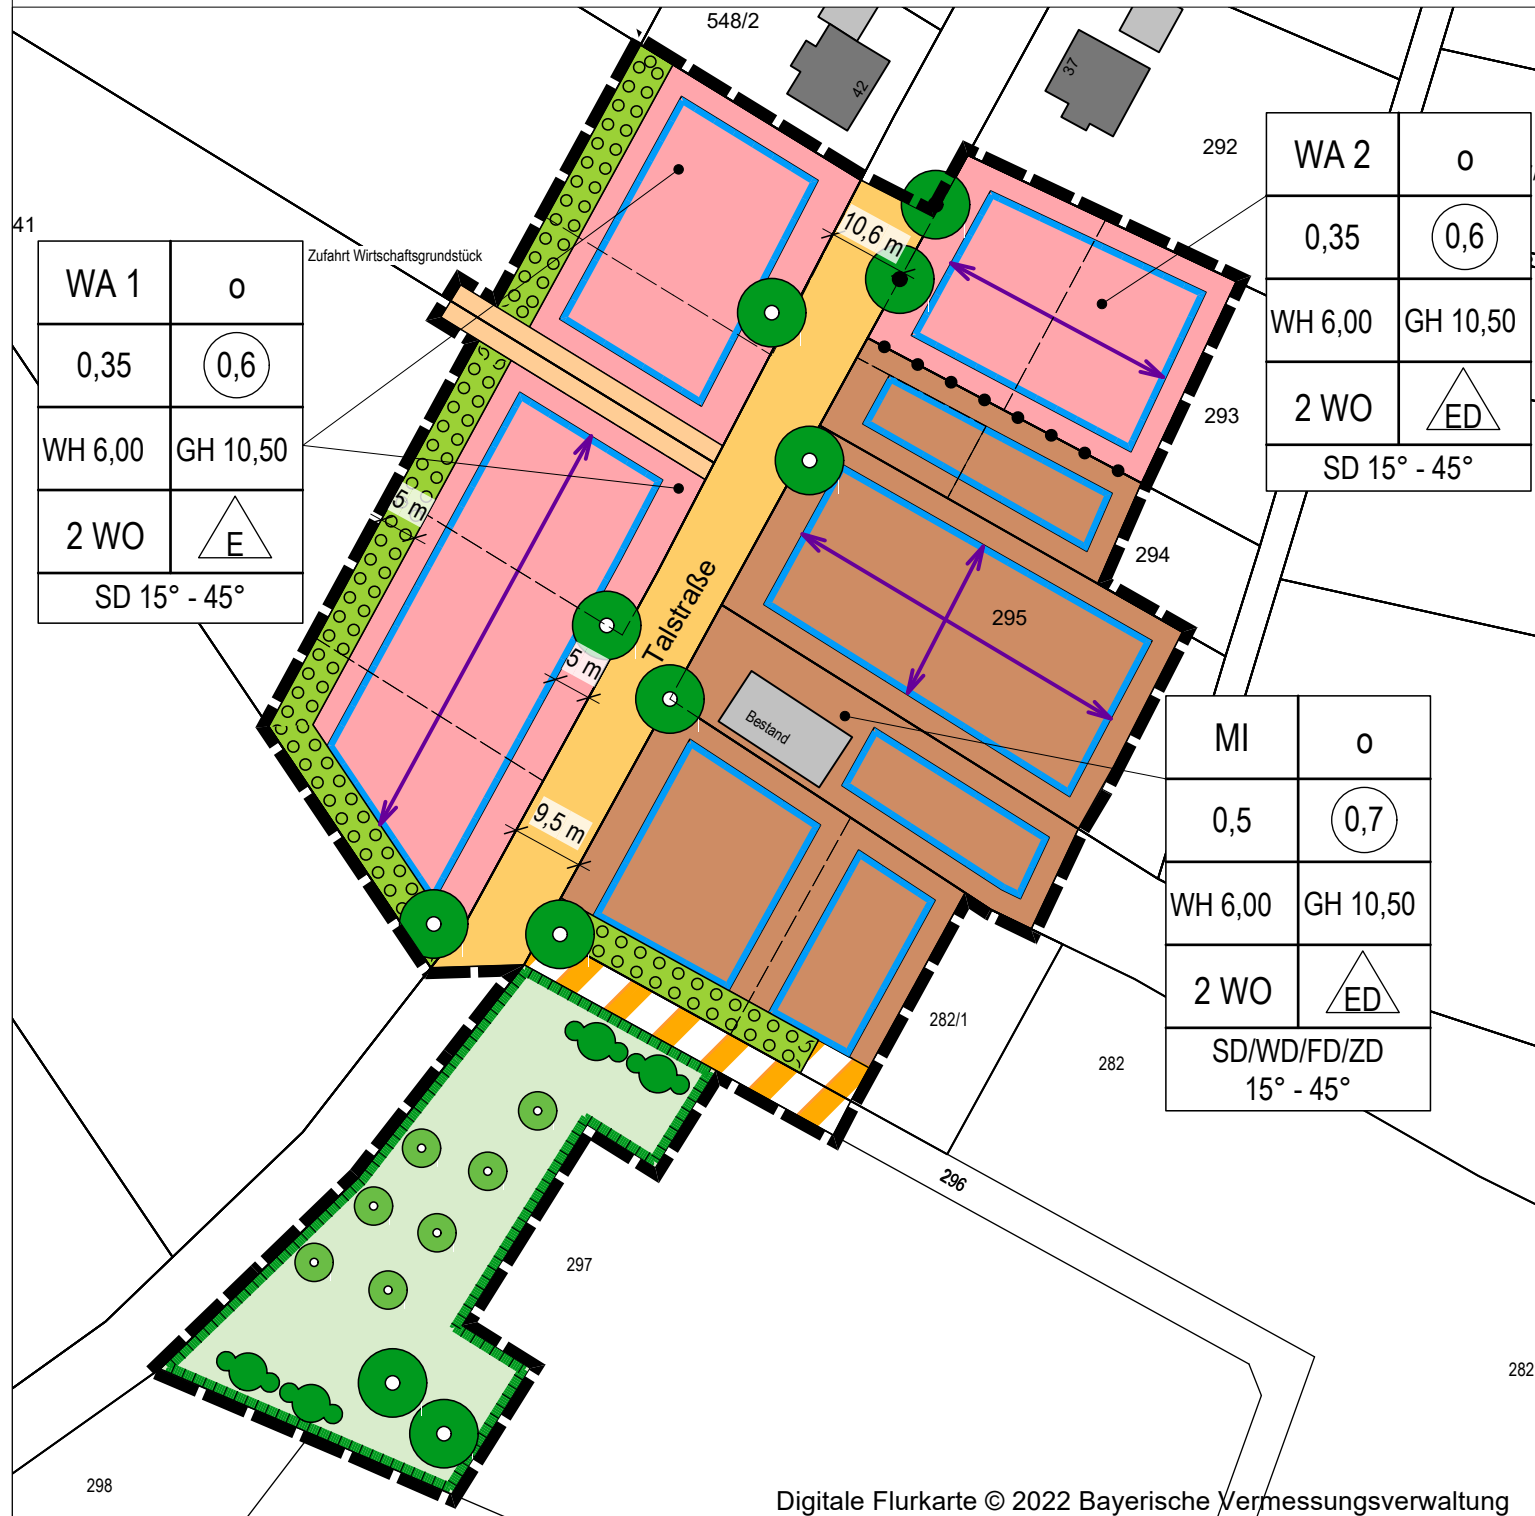 548/2
42
37
292
41
Zufahrt Wirtschaftsgrundstück
WA 1 o
0,35 0,6
WH 6,00 GH 10,50
2 WO E
SD 15° - 45°
WA 2 o
0,35 0,6
WH 6,00 GH 10,50
2 WO ED
SD 15° - 45°
10,6 m
293
294
5 m
Talstraße
295
5 m
Bestand
9,5 m
MI o
0,5 0,7
WH 6,00 GH 10,50
2 WO ED
SD/WD/FD/ZD
15° - 45°
282/1
282
296
297
282
298
Digitale Flurkarte © 2022 Bayerische Vermessungsverwaltung